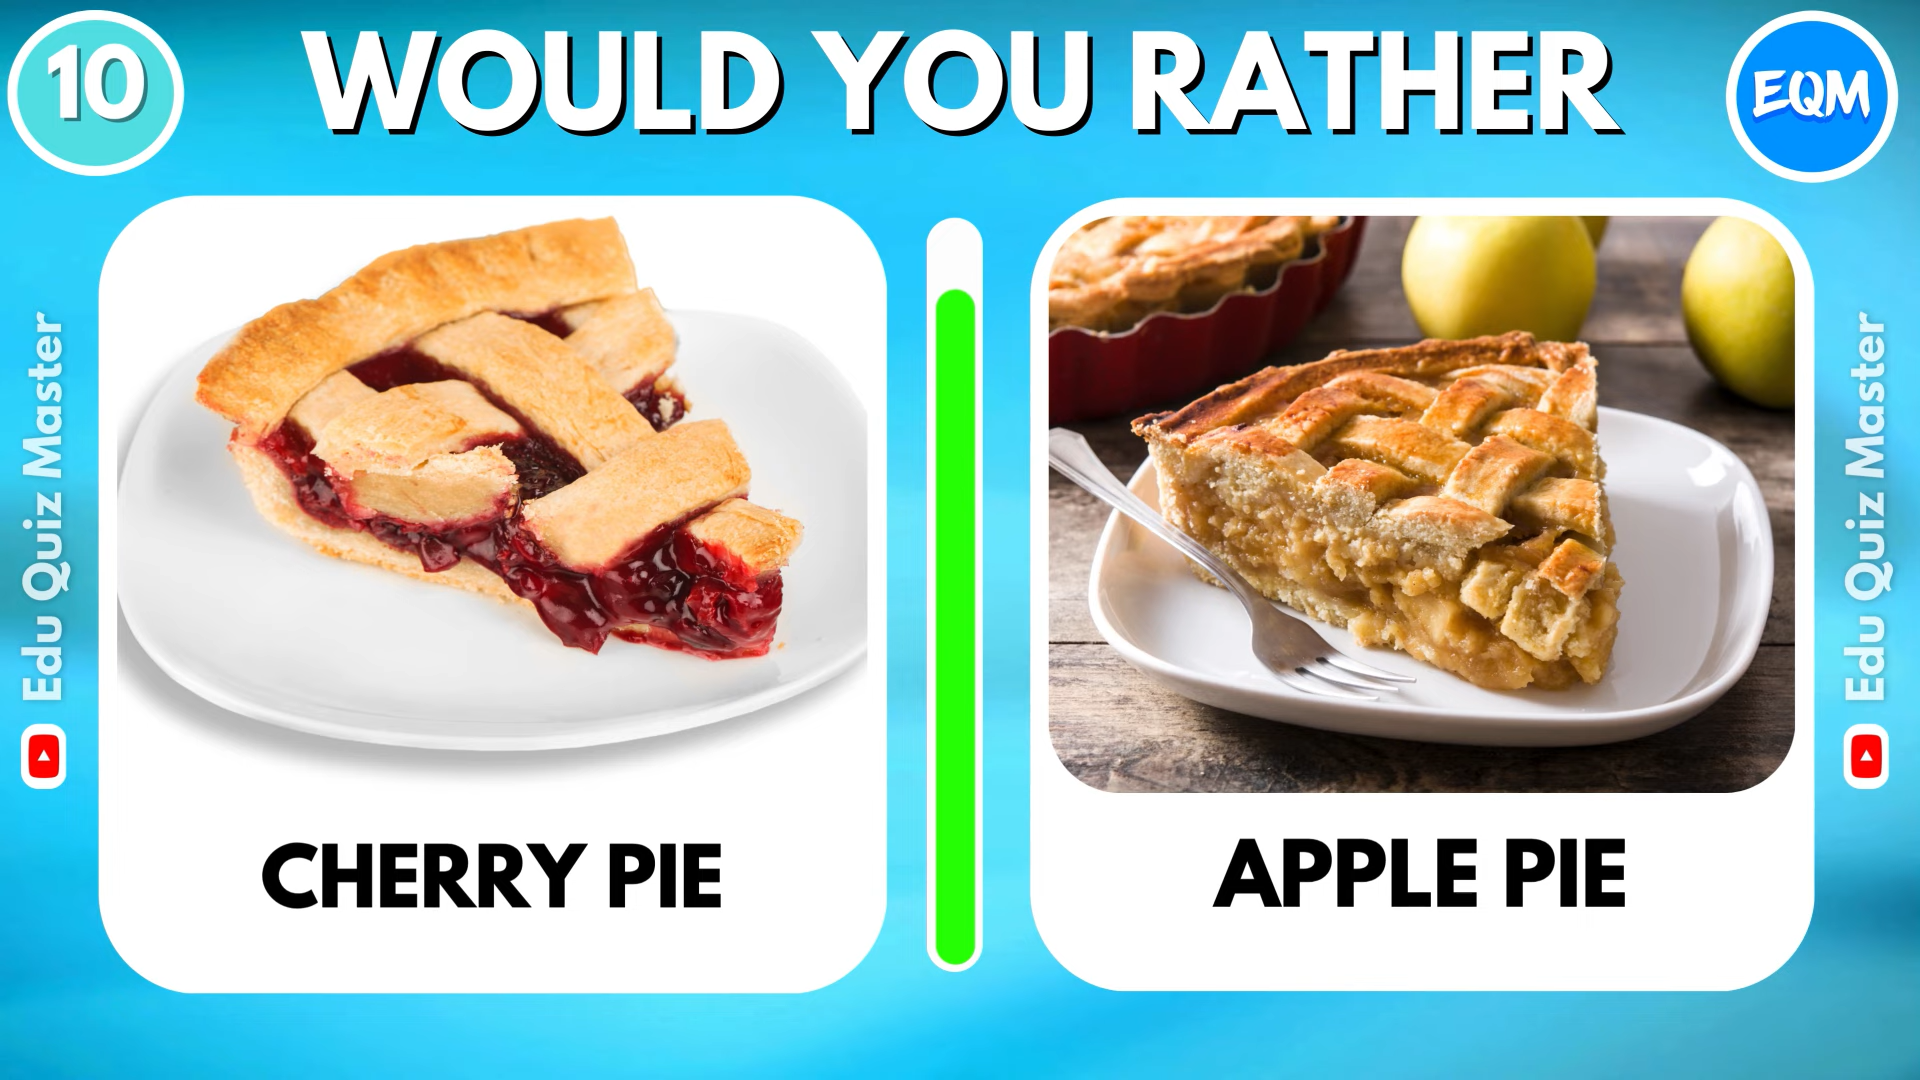 10
WOULD YOU RATHER
EQM
Edu Quiz Master
CHERRY PIE
APPLE PIE
Edu Quiz Master